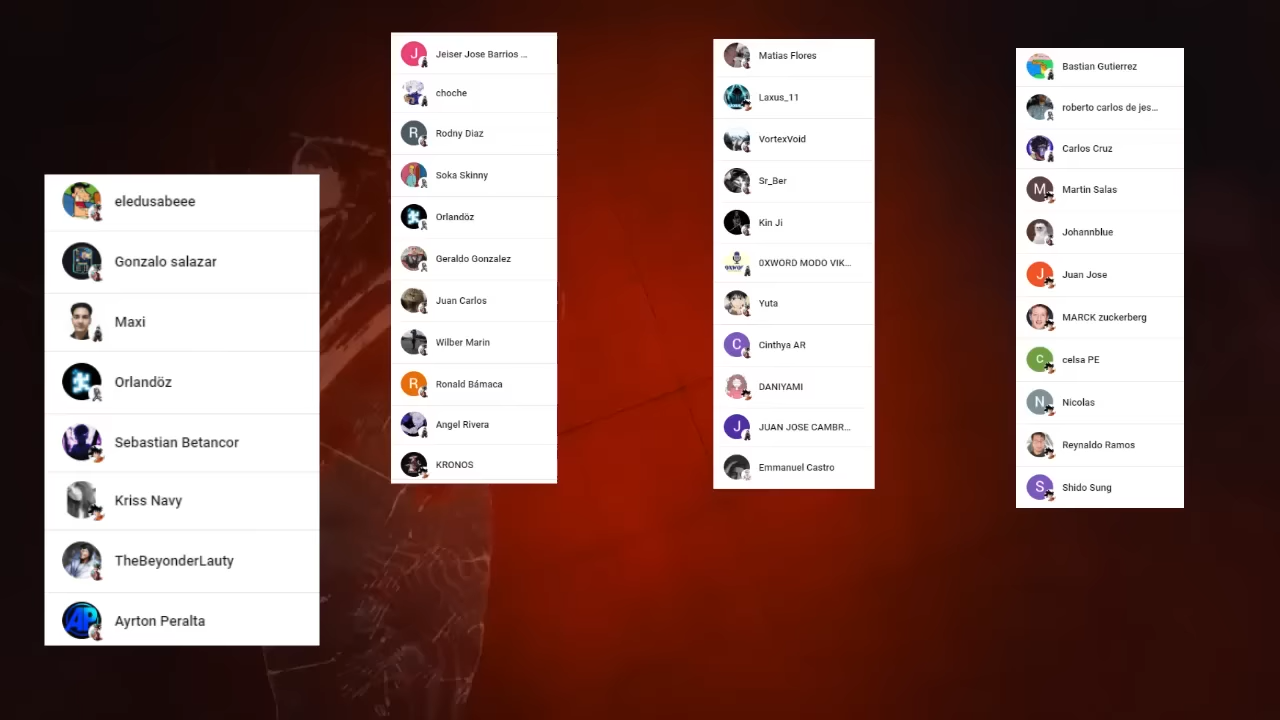 eledusabeee
Gonzalo salazar
Maxi
Orlandöz
Sebastian Betancor
Kriss Navy
TheBeyonderLauty
AP
Ayrton Peralta
J
Jeiser Jose Barrios ...
choche
R
Rodny Diaz
Soka Skinny
Orlandöz
Geraldo Gonzalez
Juan Carlos
Wilber Marin
R
Ronald Bámaca
Angel Rivera
KRONOS
Matias Flores
Laxus_11
VortexVoid
Sr_Ber
Kin Ji
0XWORD
0XWORD MODO VIK...
Yuta
C
Cinthya AR
DANIYAMI
J
JUAN JOSE CAMBR...
Emmanuel Castro
Bastian Gutierrez
roberto carlos de jes...
Carlos Cruz
M
Martin Salas
Johannblue
J
Juan Jose
MARCK zuckerberg
c
celsa PE
N
Nicolas
Reynaldo Ramos
S
Shido Sung